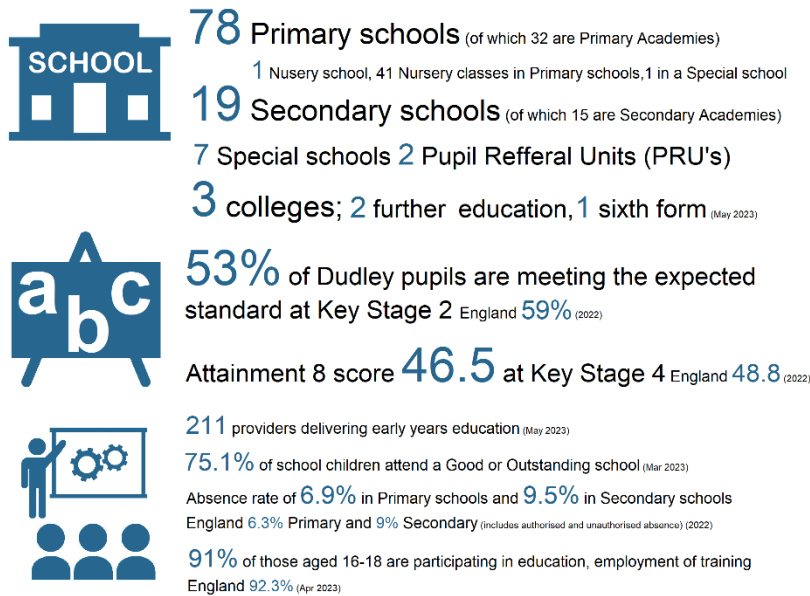 SCHOOL
78 Primary schools (of which 32 are Primary Academies)
1 Nusery school, 41 Nursery classes in Primary schools,1 in a Special school
19 Secondary schools (of which 15 are Secondary Academies)
7 Special schools 2 Pupil Refferal Units (PRU's)
3 colleges; 2 further education,1 sixth form (May 2023)
abc
53% of Dudley pupils are meeting the expected
standard at Key Stage 2 England 59% (2022)
Attainment 8 score 46.5 at Key Stage 4 England 48.8 (2022)
211 providers delivering early years education (May 2023)
75.1% of school children attend a Good or Outstanding school (Mar 2023)
Absence rate of 6.9% in Primary schools and 9.5% in Secondary schools
England 6.3% Primary and 9% Secondary (includes authorised and unauthorised absence) (2022)
91% of those aged 16-18 are participating in education, employment of training
England 92.3% (Apr 2023)